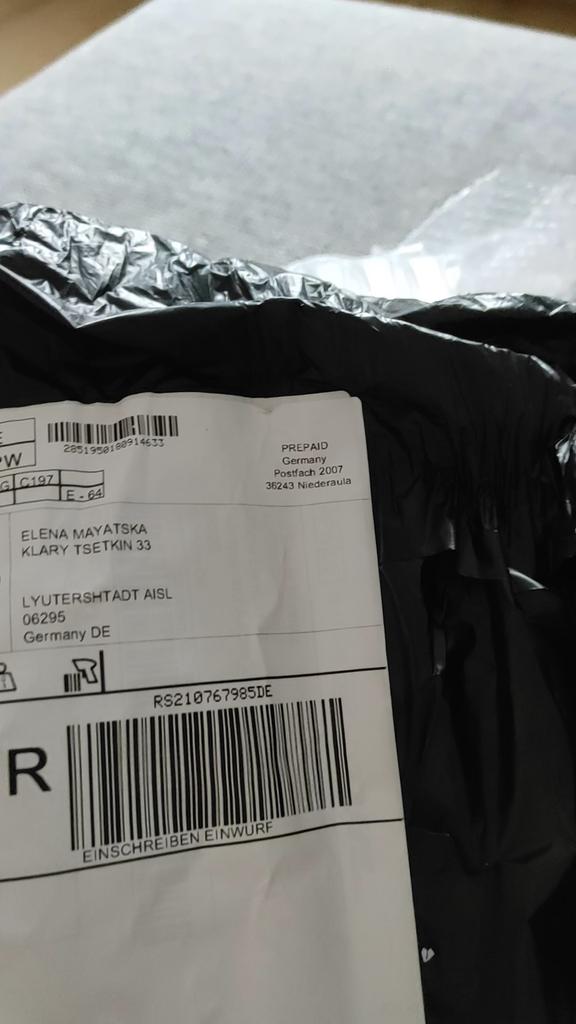 2851950180914633
PREPAID
Germany
Postfach 2007
36243 Niederaula
PW
G C197
E - 64
ELENA MAYATSKA
KLARY TSETKIN 33
LYUTERSHTADT AISL
06295
Germany DE
RS210767985DE
R
EINSCHREIBEN EINWURF